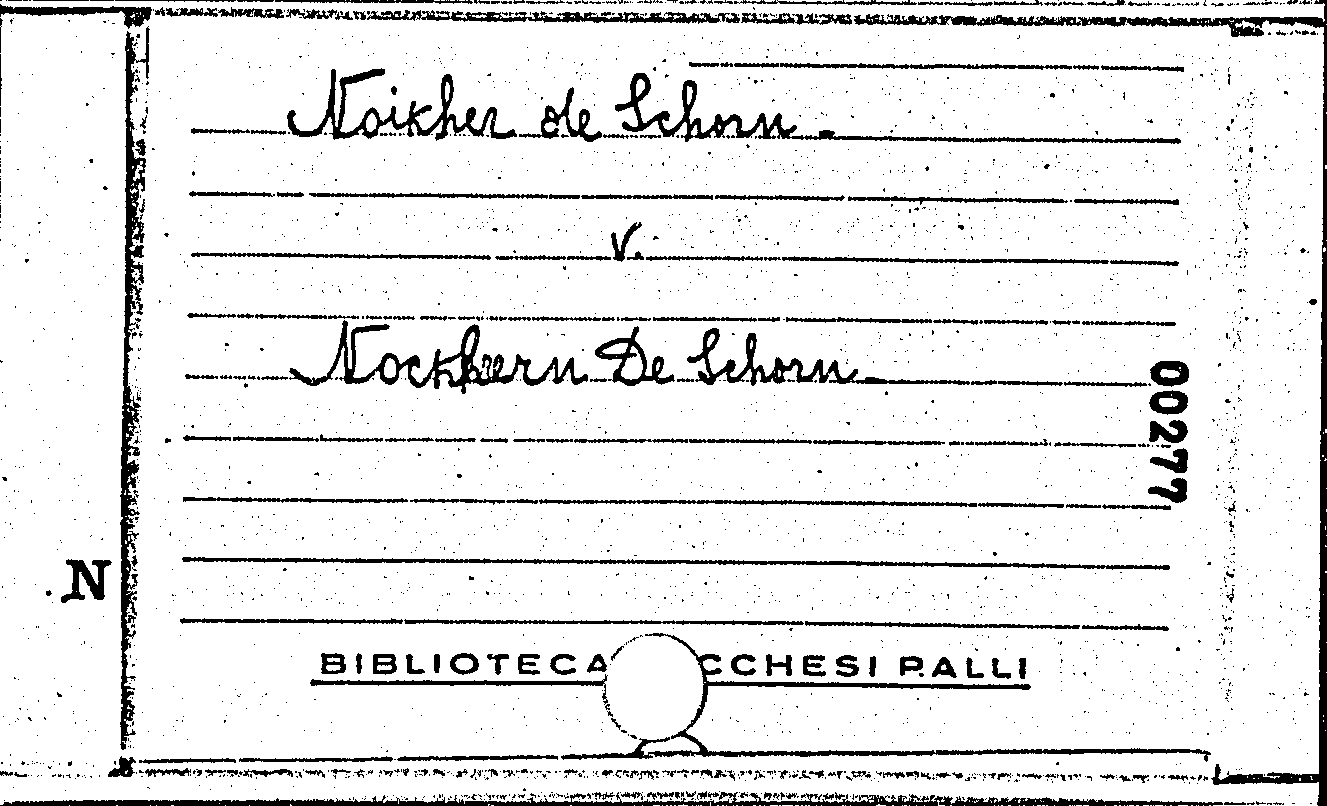 Noikher de Schorn -
v.
Nockhern De Schorn
00277
N
BIBLIOTECA CCHESI PALLI